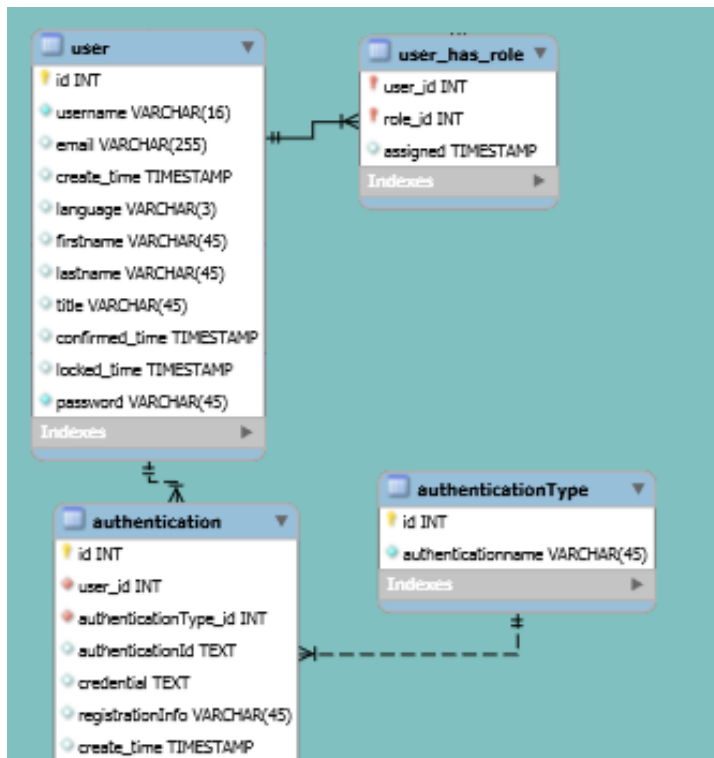 user
id INT
username VARCHAR(16)
email VARCHAR(255)
create_time TIMESTAMP
language VARCHAR(3)
firstname VARCHAR(45)
lastname VARCHAR(45)
title VARCHAR(45)
confirmed_time TIMESTAMP
locked_time TIMESTAMP
password VARCHAR(45)
Indexes
user_has_role
user_id INT
role_id INT
assigned TIMESTAMP
Indexes
authentication
id INT
user_id INT
authenticationType_id INT
authenticationId TEXT
credential TEXT
registrationInfo VARCHAR(45)
create_time TIMESTAMP
authenticationType
id INT
authenticationname VARCHAR(45)
Indexes